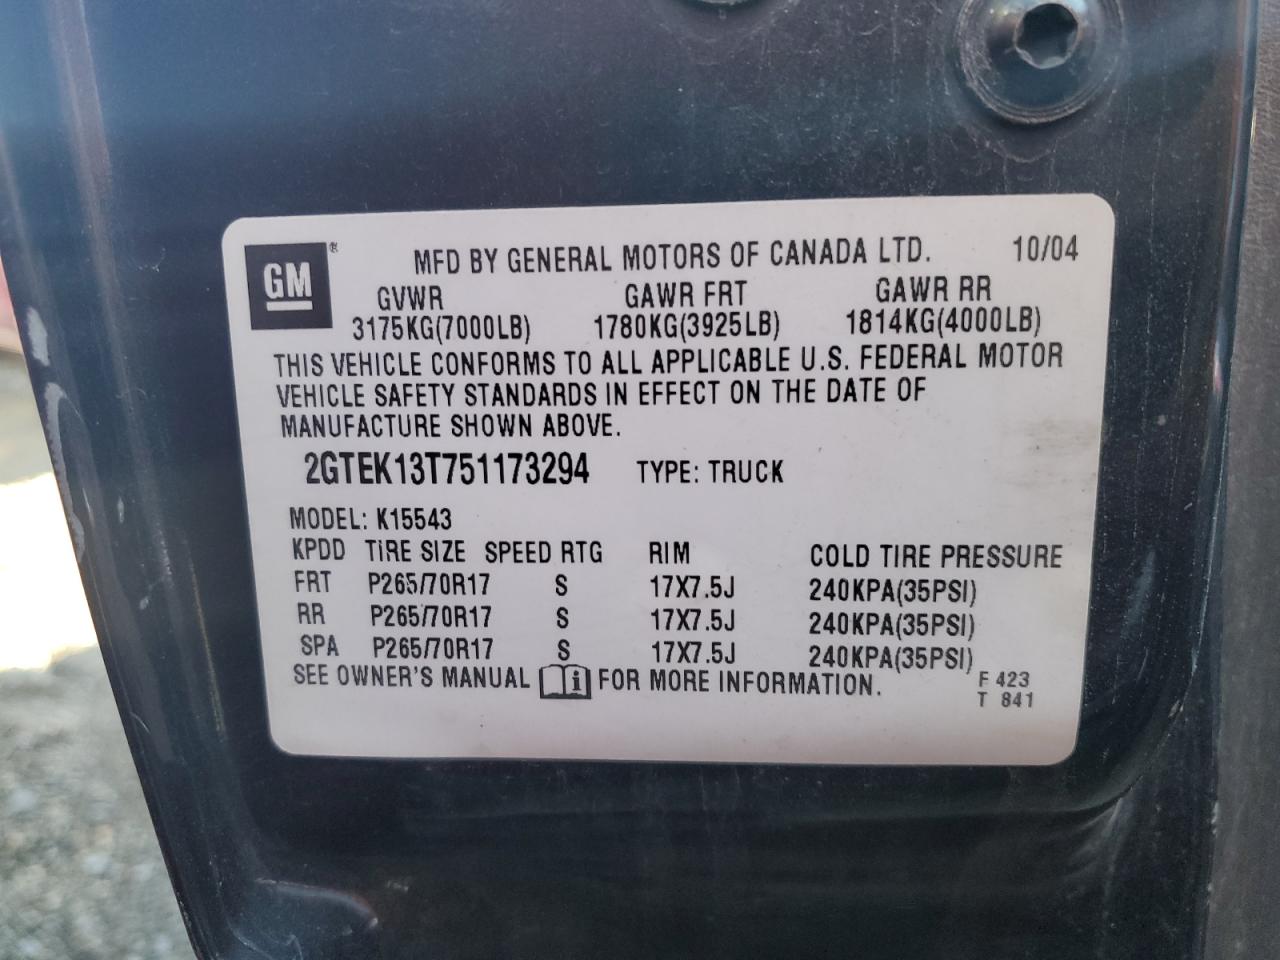 GM ®
MFD BY GENERAL MOTORS OF CANADA LTD. 10/04
GVWR GAWR FRT GAWR RR
3175KG(7000LB) 1780KG(3925LB) 1814KG(4000LB)
THIS VEHICLE CONFORMS TO ALL APPLICABLE U.S. FEDERAL MOTOR
VEHICLE SAFETY STANDARDS IN EFFECT ON THE DATE OF
MANUFACTURE SHOWN ABOVE.
2GTEK13T751173294 TYPE: TRUCK
MODEL: K15543
KPDD TIRE SIZE SPEED RTG RIM COLD TIRE PRESSURE
FRT P265/70R17 S 17X7.5J 240KPA(35PSI)
RR P265/70R17 S 17X7.5J 240KPA(35PSI)
SPA P265/70R17 S 17X7.5J 240KPA(35PSI)
SEE OWNER'S MANUAL i FOR MORE INFORMATION. F 423
T 841